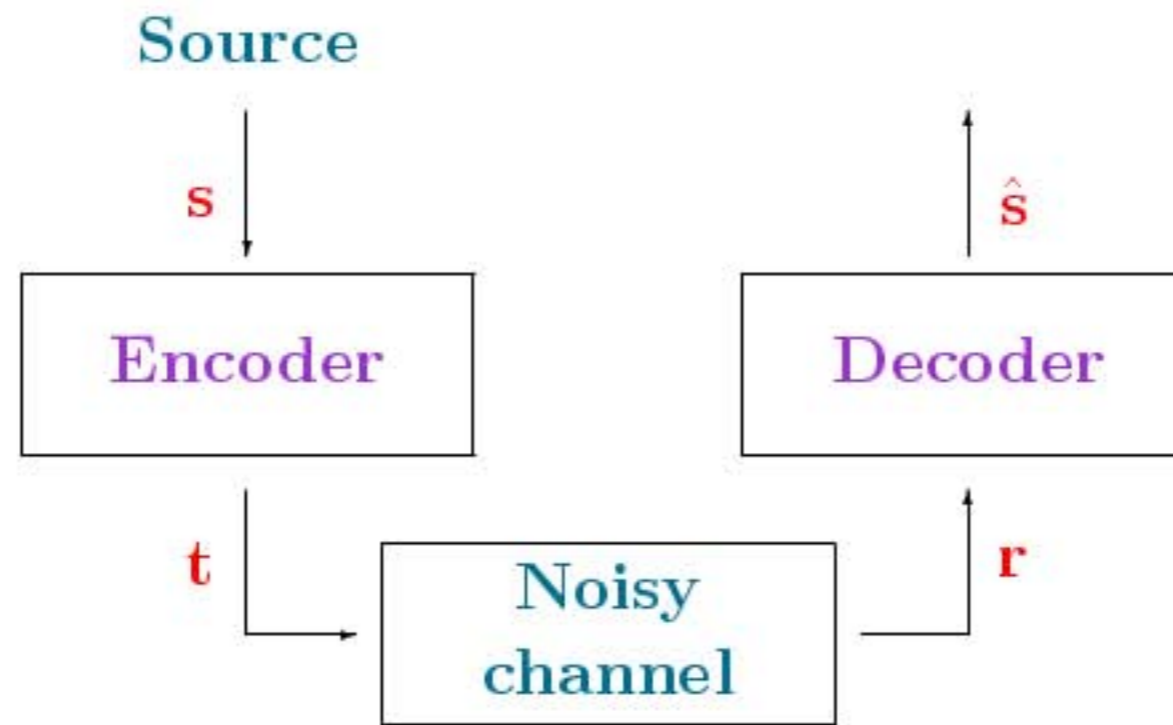 Source
s
ŝ
Encoder
Decoder
t
r
Noisy
channel